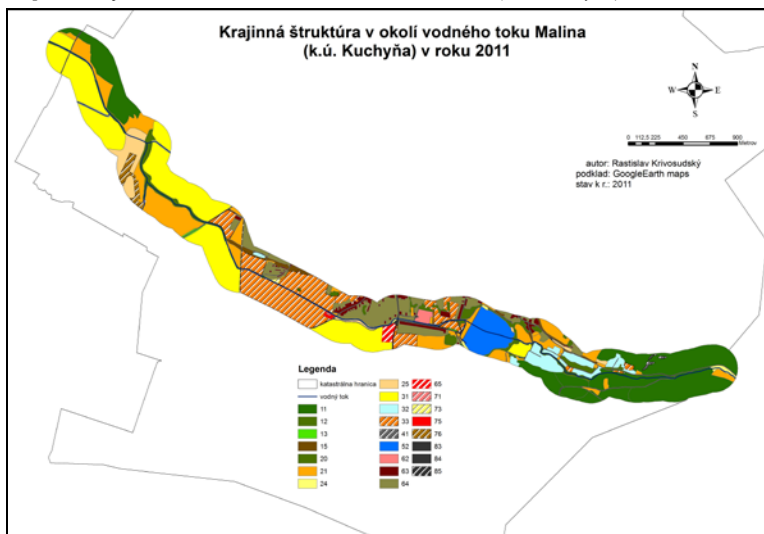 Krajinná štruktúra v okolí vodného toku Malina
(k.ú. Kuchyňa) v roku 2011
N
W E
S
0 112,5 225 450 675 900
Metrov
autor: Rastislav Krivosudský
podklad: GoogleEarth maps
stav k r.: 2011
Legenda
katastrálna hranica
vodný tok
11
12
13
15
20
21
24
25
31
32
33
41
52
62
63
64
65
71
73
75
76
83
84
85